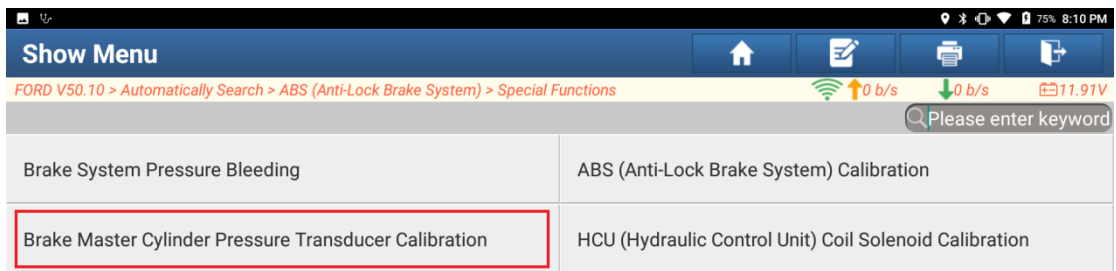 75% 8:10 PM
Show Menu
FORD V50.10 > Automatically Search > ABS (Anti-Lock Brake System) > Special Functions
0 b/s
0 b/s
11.91V
Please enter keyword
Brake System Pressure Bleeding
ABS (Anti-Lock Brake System) Calibration
Brake Master Cylinder Pressure Transducer Calibration
HCU (Hydraulic Control Unit) Coil Solenoid Calibration